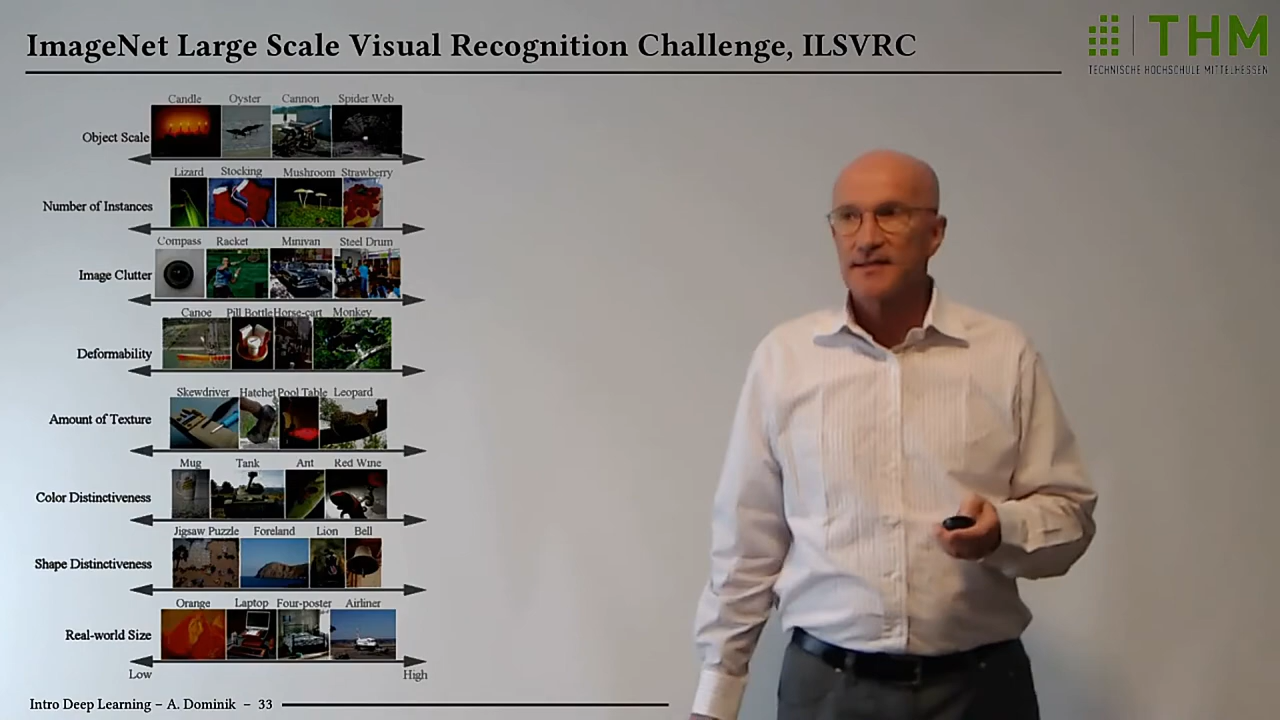 ImageNet Large Scale Visual Recognition Challenge, ILSVRC
THM
TECHNISCHE HOCHSCHULE MITTELHESSEN
Candle Oyster Cannon Spider Web
Object Scale
Lizard Stocking Mushroom Strawberry
Number of Instances
Compass Racket Minivan Steel Drum
Image Clutter
Canoe Pill Bottle Horse-cart Monkey
Deformability
Skewdriver Hatchet Pool Table Leopard
Amount of Texture
Mug Tank Ant Red Wine
Color Distinctiveness
Jigsaw Puzzle Foreland Lion Bell
Shape Distinctiveness
Orange Laptop Four-poster Airliner
Real-world Size
Low High
Intro Deep Learning – A. Dominik – 33